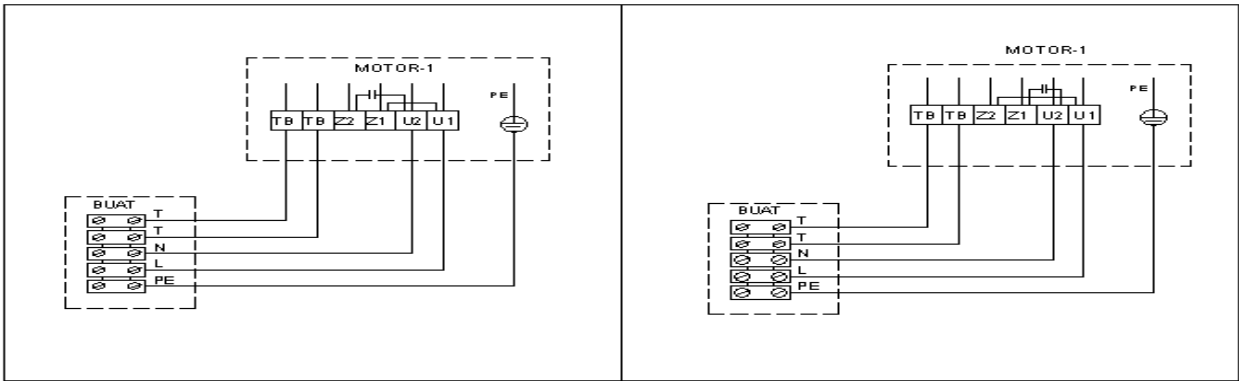 MOTOR-1
PE
TB TB Z2 Z1 U2 U1
BUAT
T
T
N
L
PE
MOTOR-1
PE
TB TB Z2 Z1 U2 U1
BUAT
T
T
N
L
PE